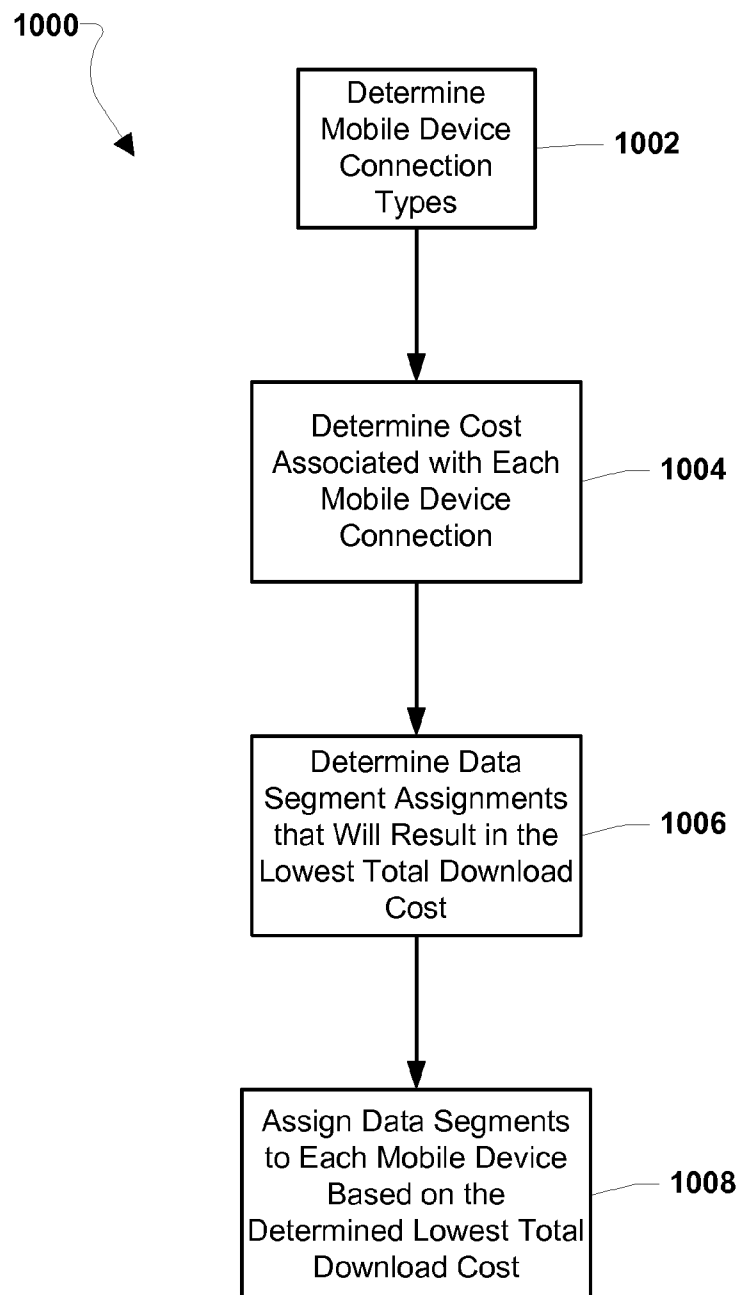 1000
Determine
Mobile Device
Connection
Types
1002
Determine Cost
Associated with Each
Mobile Device
Connection
1004
Determine Data
Segment Assignments
that Will Result in the
Lowest Total Download
Cost
1006
Assign Data Segments
to Each Mobile Device
Based on the
Determined Lowest Total
Download Cost
1008